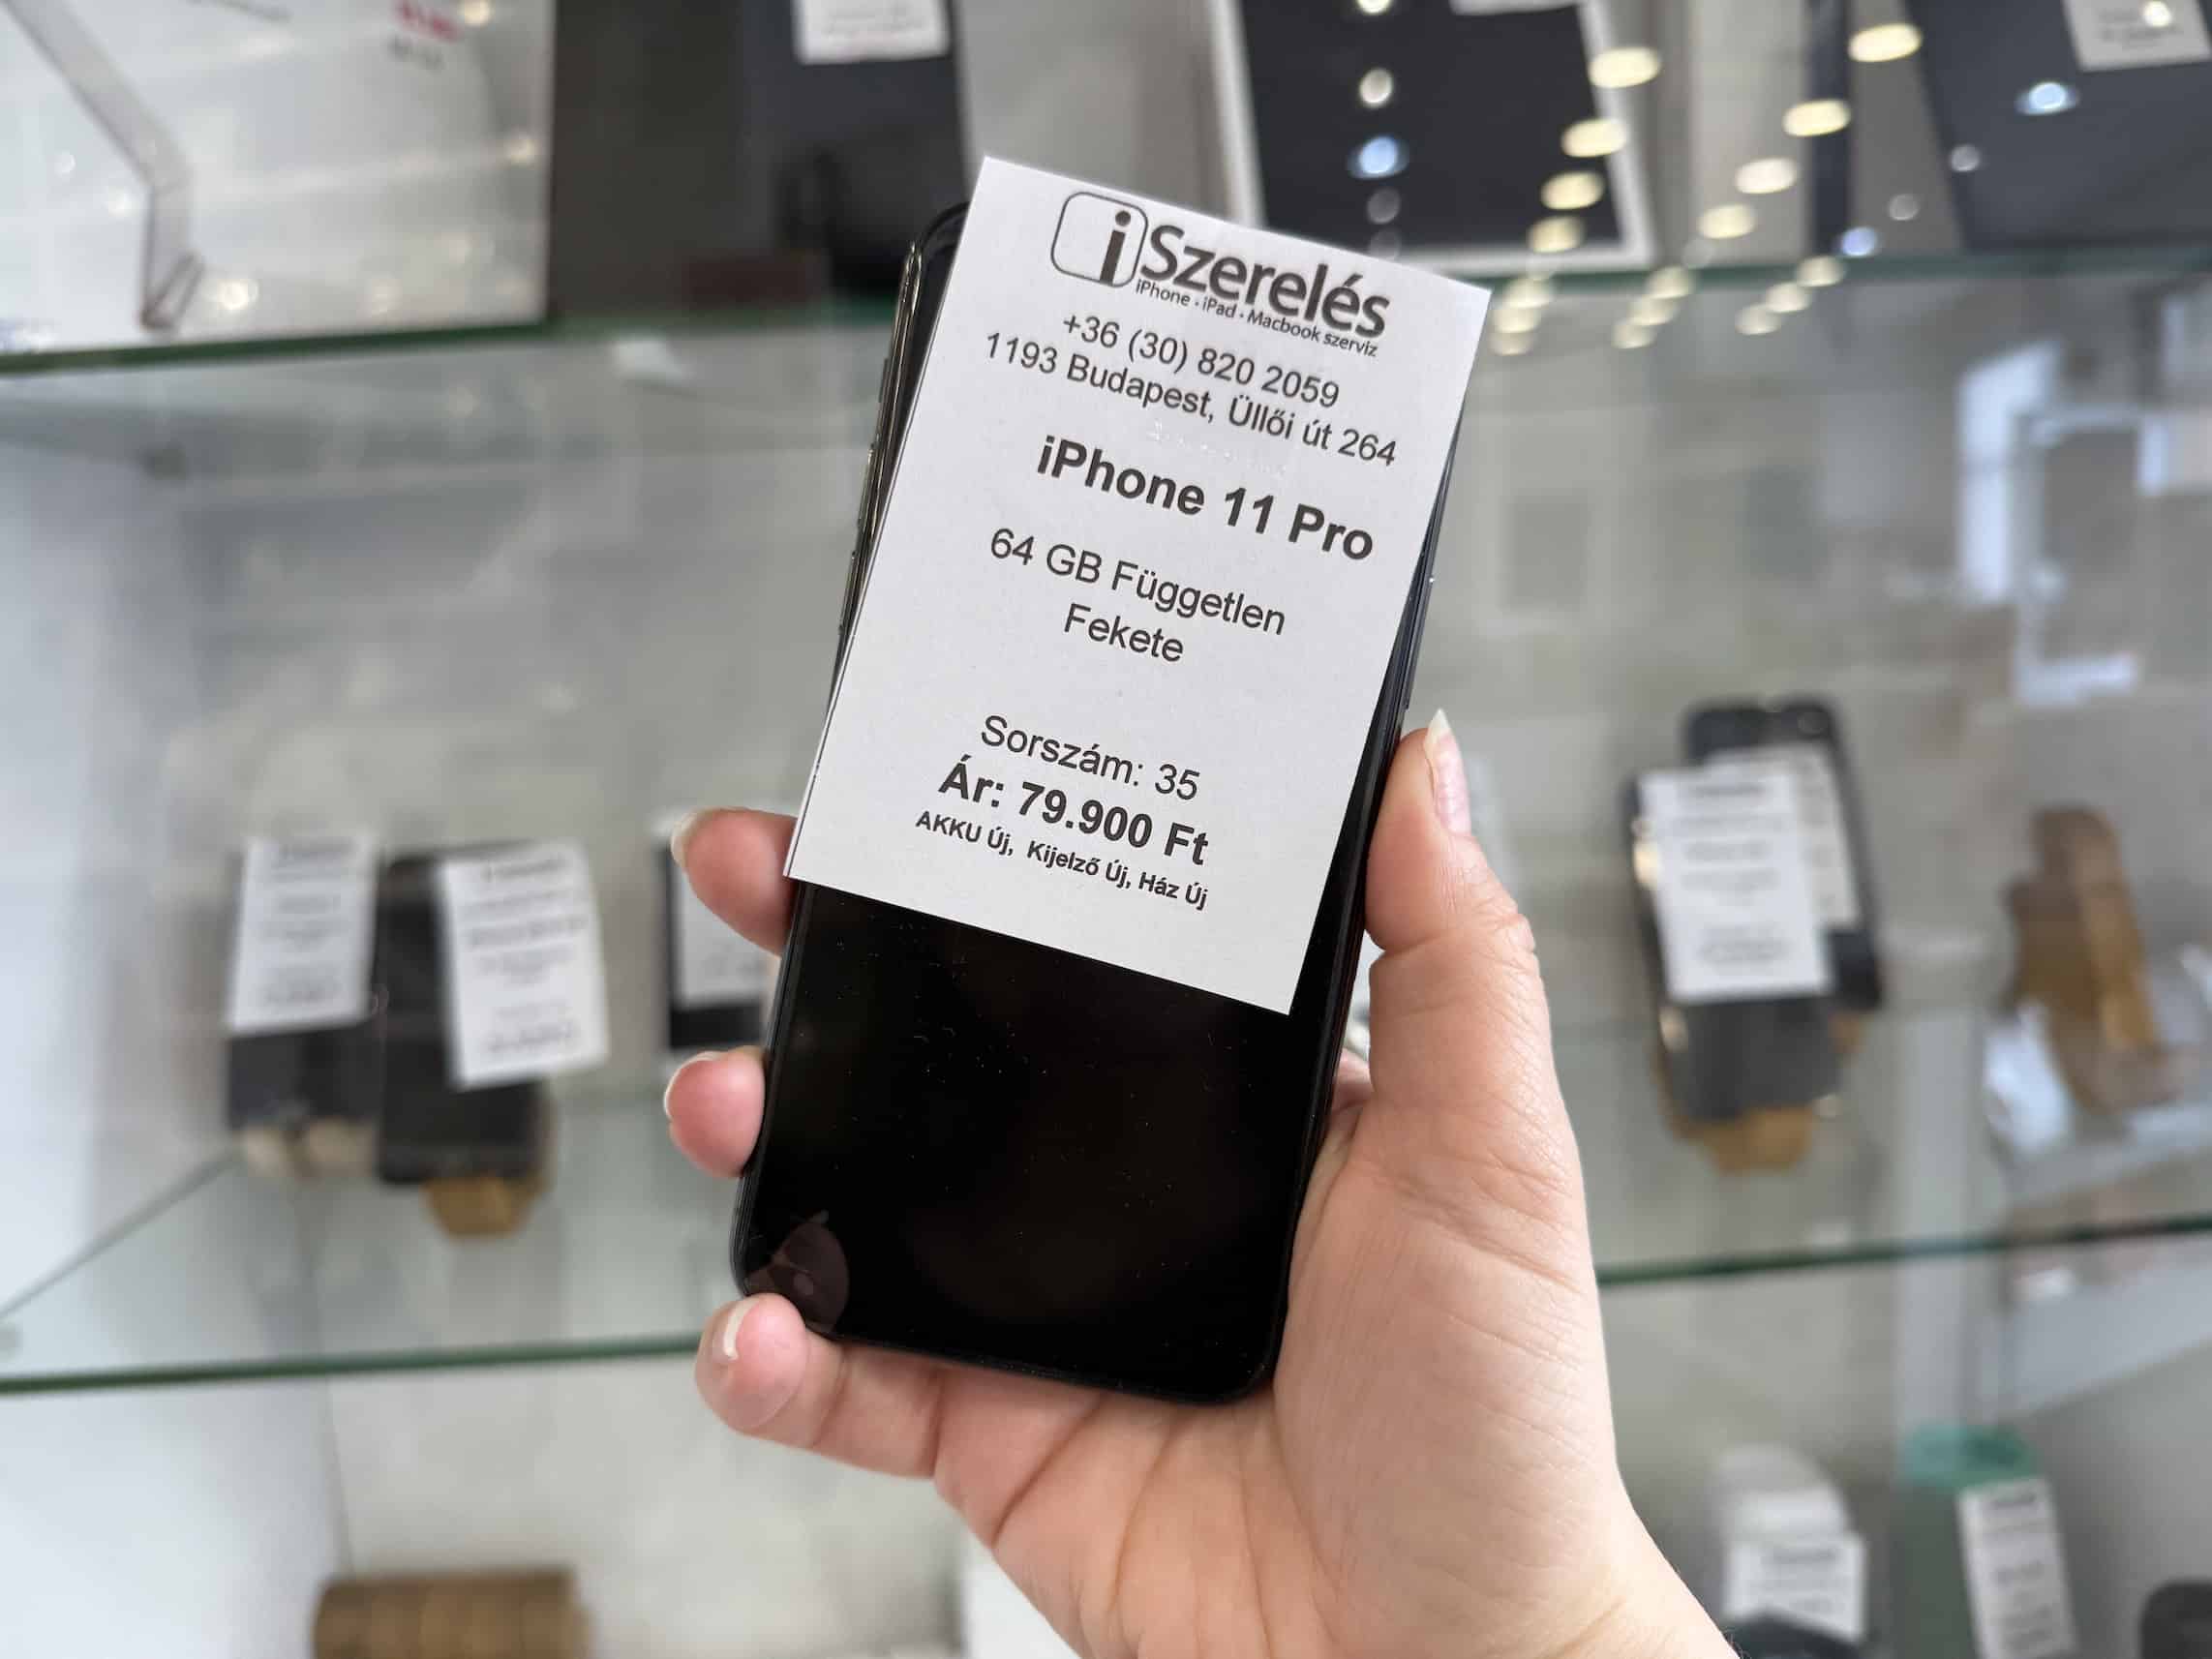 iSzerelés
iPhone · iPad · Macbook szerviz
+36 (30) 820 2059
1193 Budapest, Üllői út 264
iPhone 11 Pro
64 GB Független
Fekete
Sorszám: 35
Ár: 79.900 Ft
AKKU Új, Kijelző Új, Ház Új